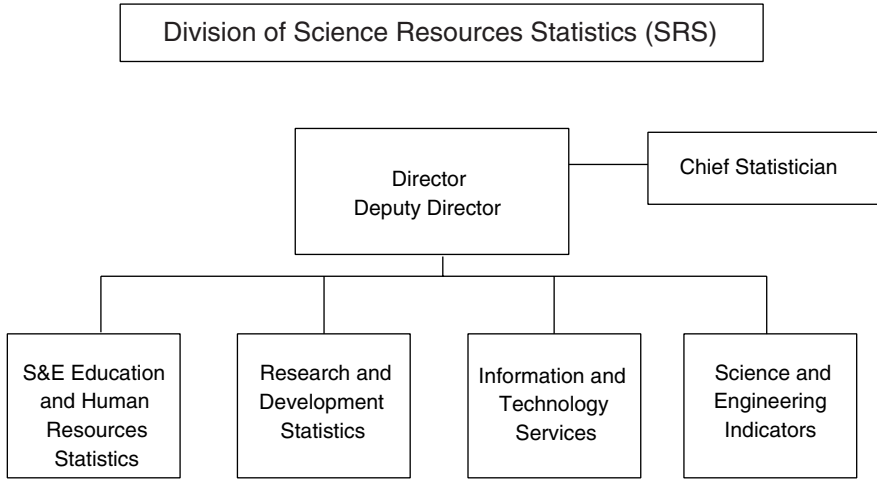 Division of Science Resources Statistics (SRS)
Director
Deputy Director
Chief Statistician
S&E Education
and Human
Resources
Statistics
Research and
Development
Statistics
Information and
Technology
Services
Science and
Engineering
Indicators